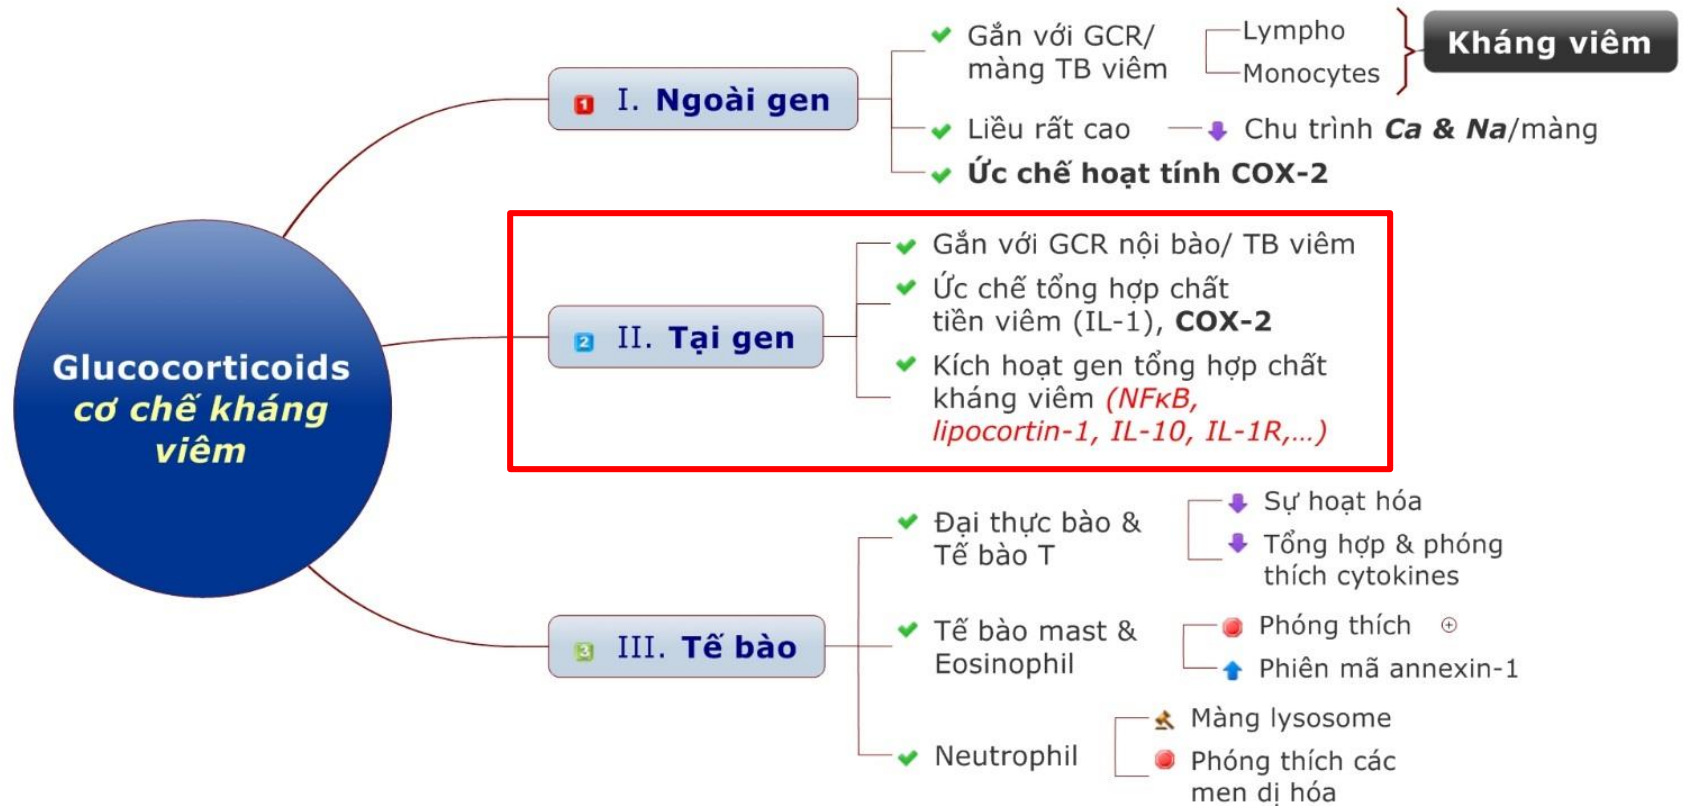 Glucocorticoids
cơ chế kháng
viêm
1 I. Ngoài gen
Gắn với GCR/
màng TB viêm
Lympho
Monocytes
Kháng viêm
Liều rất cao
Chu trình Ca & Na/màng
Ức chế hoạt tính COX-2
2 II. Tại gen
Gắn với GCR nội bào/ TB viêm
Ức chế tổng hợp chất
tiền viêm (IL-1), COX-2
Kích hoạt gen tổng hợp chất
kháng viêm (NFκB,
lipocortin-1, IL-10, IL-1R,...)
3 III. Tế bào
Đại thực bào &
Tế bào T
Sự hoạt hóa
Tổng hợp & phóng
thích cytokines
Tế bào mast &
Eosinophil
Phóng thích
Phiên mã annexin-1
Neutrophil
Màng lysosome
Phóng thích các
men dị hóa